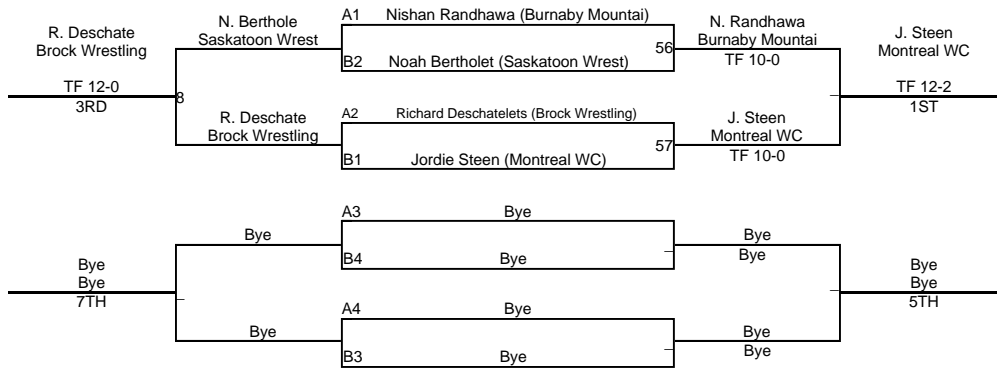 R. Deschate
Brock Wrestling
TF 12-0
3RD
8
N. Berthole
Saskatoon Wrest
R. Deschate
Brock Wrestling
A1 Nishan Randhawa (Burnaby Mountai)
56
B2 Noah Bertholet (Saskatoon Wrest)
A2 Richard Deschatelets (Brock Wrestling)
57
B1 Jordie Steen (Montreal WC)
N. Randhawa
Burnaby Mountai
TF 10-0
J. Steen
Montreal WC
TF 10-0
J. Steen
Montreal WC
TF 12-2
1ST
Bye
Bye
7TH
Bye
Bye
A3 Bye
B4 Bye
A4 Bye
B3 Bye
Bye
Bye
Bye
Bye
Bye
Bye
5TH